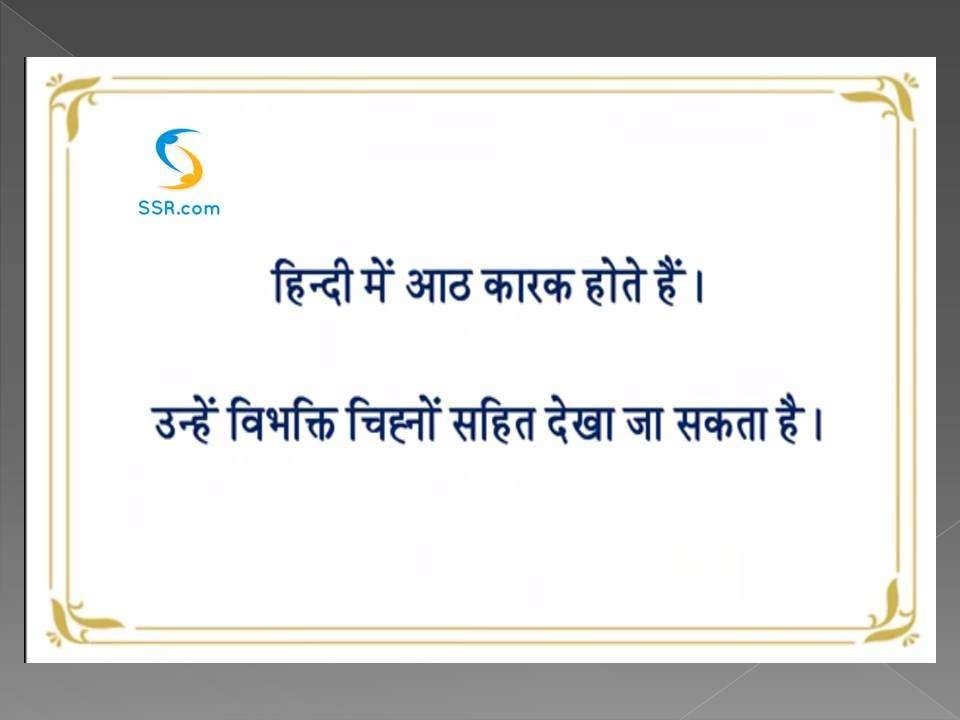 SSR.com
हिन्दी में आठ कारक होते हैं।
उन्हें विभक्ति चिह्नों सहित देखा जा सकता है।